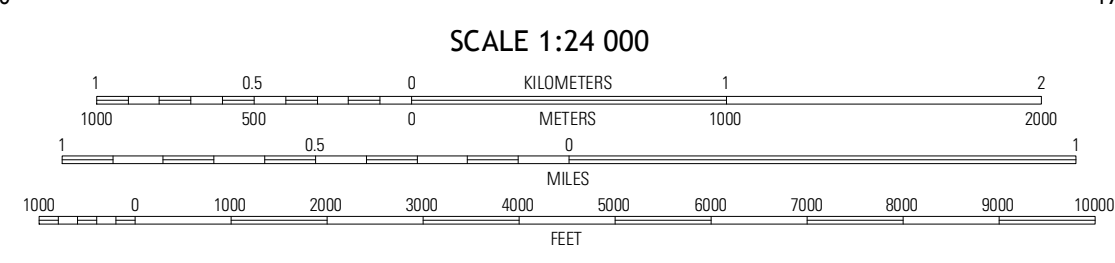 SCALE 1:24 000
1 0.5 0 KILOMETERS 1 2
1000 500 0 METERS 1000 2000
1 0.5 0 1
MILES
1000 0 1000 2000 3000 4000 5000 6000 7000 8000 9000 10000
FEET